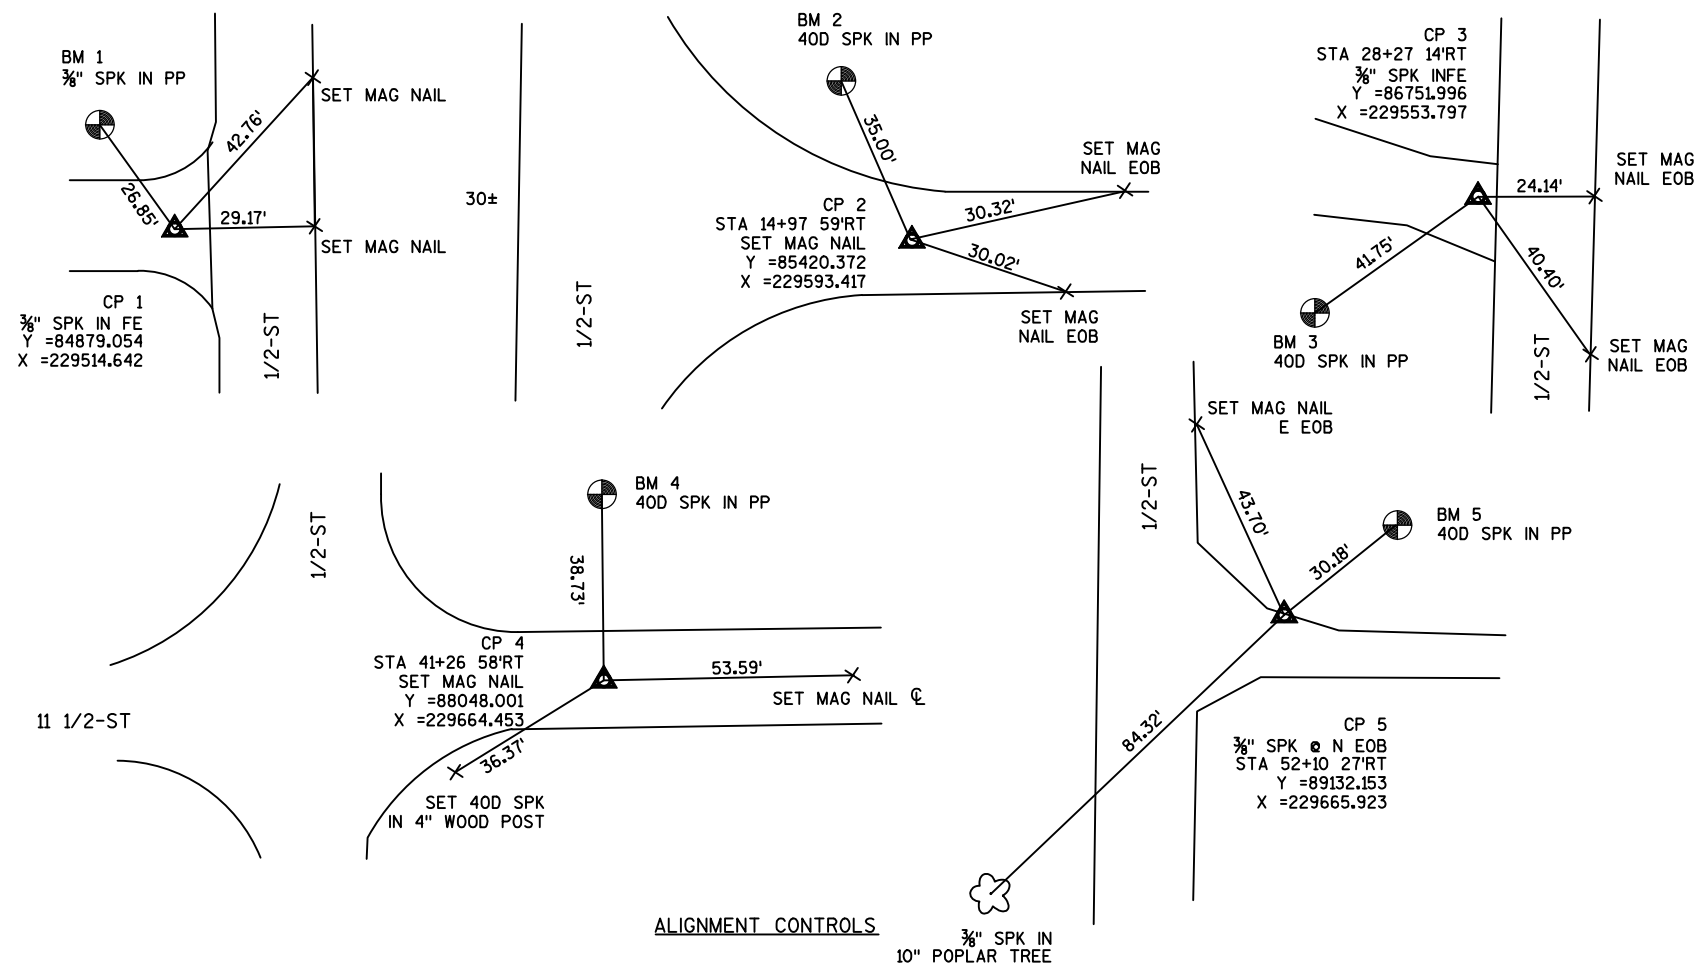 BM 1
⅜" SPK IN PP
SET MAG NAIL
42.76'
26.85'
29.17'
SET MAG NAIL
CP 1
⅜" SPK IN FE
Y =84879.054
X =229514.642
1/2-ST
30±
1/2-ST
BM 2
40D SPK IN PP
35.00'
SET MAG
NAIL EOB
30.32'
CP 2
STA 14+97 59'RT
SET MAG NAIL
Y =85420.372
X =229593.417
30.02'
SET MAG
NAIL EOB
CP 3
STA 28+27 14'RT
⅜" SPK INFE
Y =86751.996
X =229553.797
SET MAG
NAIL EOB
24.14'
41.75'
40.40'
BM 3
40D SPK IN PP
SET MAG
NAIL EOB
1/2-ST
1/2-ST
BM 4
40D SPK IN PP
38.73'
CP 4
STA 41+26 58'RT
SET MAG NAIL
Y =88048.001
X =229664.453
53.59'
SET MAG NAIL ℄
11 1/2-ST
36.37'
SET 40D SPK
IN 4" WOOD POST
SET MAG NAIL
E EOB
1/2-ST
43.70'
BM 5
40D SPK IN PP
30.18'
84.32'
CP 5
⅜" SPK @ N EOB
STA 52+10 27'RT
Y =89132.153
X =229665.923
⅜" SPK IN
10" POPLAR TREE
ALIGNMENT CONTROLS